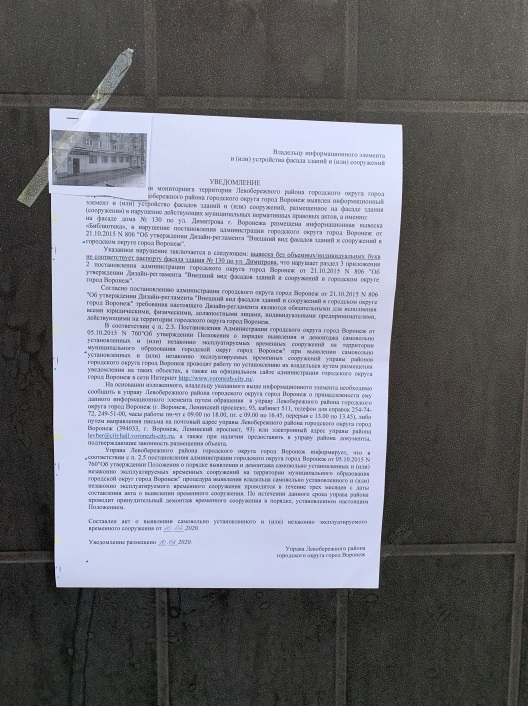 Владельцу информационного элемента
и (или) устройства фасада зданий и (или) сооружений
УВЕДОМЛЕНИЕ
мониторинга территории Левобережного района городского округа город
Левобережного района городского округа город Воронеж выявлен информационный
элемент и (или) устройство фасадов зданий и (или) сооружений, размещенное на фасаде здания
(сооружения) в нарушение действующих муниципальных нормативных правовых актов, а именно:
на фасаде дома № 130 по ул. Димитрова г. Воронежа размещена информационная вывеска
«Библиотека», в нарушение постановления администрации городского округа город Воронеж от
21.10.2015 N 806 "Об утверждении Дизайн-регламента "Внешний вид фасадов зданий и сооружений в
городском округе город Воронеж".
Указанное нарушение заключается в следующем: вывеска без объемных/индивидуальных букв
не соответствует паспорту фасада здания № 130 по ул. Димитрова, что нарушает раздел 3 приложения
2 постановления администрации городского округа город Воронеж от 21.10.2015 N 806 "Об
утверждении Дизайн-регламента "Внешний вид фасадов зданий и сооружений в городском округе
город Воронеж".
Согласно постановлению администрации городского округа город Воронеж от 21.10.2015 N 806
"Об утверждении Дизайн-регламента "Внешний вид фасадов зданий и сооружений в городском округе
город Воронеж" требования настоящего Дизайн-регламента являются обязательными для исполнения
всеми юридическими, физическими, должностными лицами, индивидуальными предпринимателями,
действующими на территории городского округа город Воронеж.
В соответствии с п. 2.3. Постановления Администрации городского округа город Воронеж от
05.10.2015 N 760"Об утверждении Положения о порядке выявления и демонтажа самовольно
установленных и (или) незаконно эксплуатируемых временных сооружений на территории
муниципального образования городской округ город Воронеж" при выявлении самовольно
установленных и (или) незаконно эксплуатируемых временных сооружений управы районов
городского округа город Воронеж проводят работу по установлению их владельцев путем размещения
уведомления на таких объектах, а также на официальном сайте администрации городского округа
город Воронеж в сети Интернет http://www.voronezh-city.ru/.
На основании изложенного, владельцу указанного выше информационного элемента необходимо
сообщить в управу Левобережного района городского округа город Воронеж о принадлежности ему
данного информационного элемента путем обращения в управу Левобережного района городского
округа город Воронеж (г. Воронеж, Ленинский проспект, 93, кабинет 511, телефон для справок 254-74-
72, 249-51-00, часы работы пн-чт с 09.00 по 18.00, пт. с 09.00 по 16.45, перерыв с 13.00 по 13.45), либо
путем направления письма на почтовый адрес управы Левобережного района городского округа город
Воронеж (394033, г. Воронеж, Ленинский проспект, 93) или электронный адрес управы района
levber@cityhall.voronezh-city.ru, а также при наличии предоставить в управу района документы,
подтверждающие законность размещения объекта.
Управа Левобережного района городского округа город Воронеж информирует, что в
соответствии с п. 2.5 постановления администрации городского округа город Воронеж от 05.10.2015 N
760"Об утверждении Положения о порядке выявления и демонтажа самовольно установленных и (или)
незаконно эксплуатируемых временных сооружений на территории муниципального образования
городской округ город Воронеж" процедура выявления владельца самовольно установленного и (или)
незаконно эксплуатируемого временного сооружения проводится в течение трех месяцев с даты
составления акта о выявлении временного сооружения. По истечении данного срока управа района
проводит принудительный демонтаж временного сооружения в порядке, установленном настоящим
Положением.
Составлен акт о выявлении самовольно установленного и (или) незаконно эксплуатируемого
временного сооружения от 2020.
Уведомление размещено 2020.
Управа Левобережного района
городского округа город Воронеж